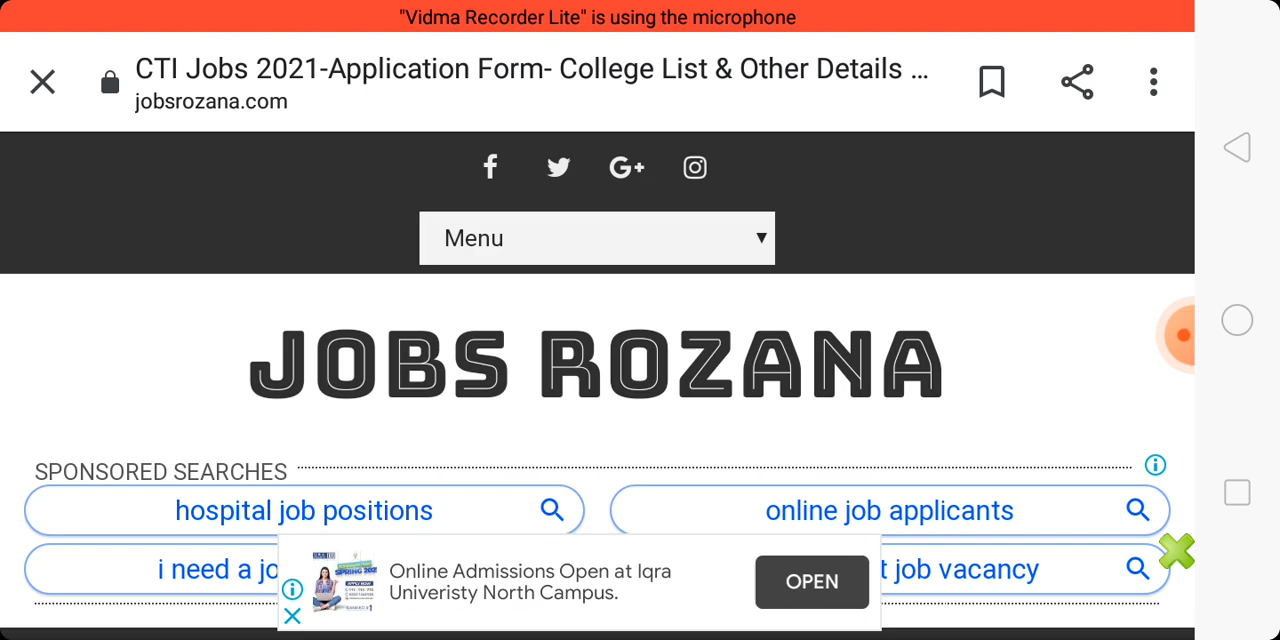 "Vidma Recorder Lite" is using the microphone
CTI Jobs 2021-Application Form- College List & Other Details ...
jobsrozana.com
Menu
JOBS ROZANA
SPONSORED SEARCHES
hospital job positions
online job applicants
i need a jo
t job vacancy
Online Admissions Open at Iqra
Univeristy North Campus.
OPEN